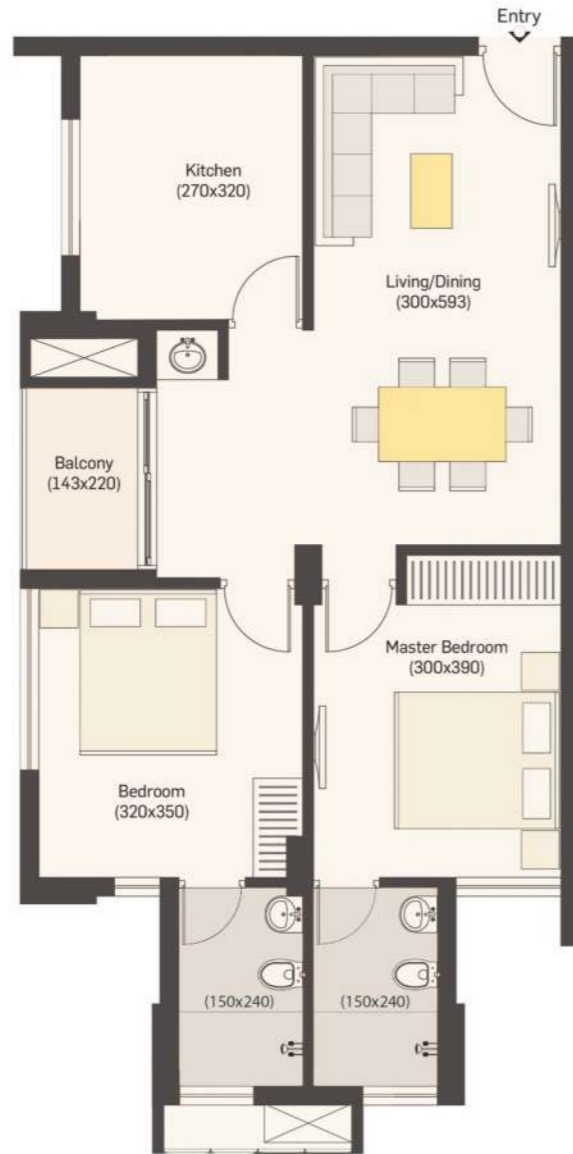 Entry
Kitchen
(270x320)
Living/Dining
(300x593)
Balcony
(143x220)
Master Bedroom
(300x390)
Bedroom
(320x350)
(150x240)
(150x240)